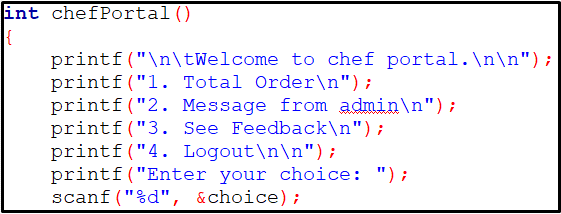 int chefPortal()
{
printf("\n\tWelcome to chef portal.\n\n");
printf("1. Total Order\n");
printf("2. Message from admin\n");
printf("3. See Feedback\n");
printf("4. Logout\n\n");
printf("Enter your choice: ");
scanf("%d", &choice);